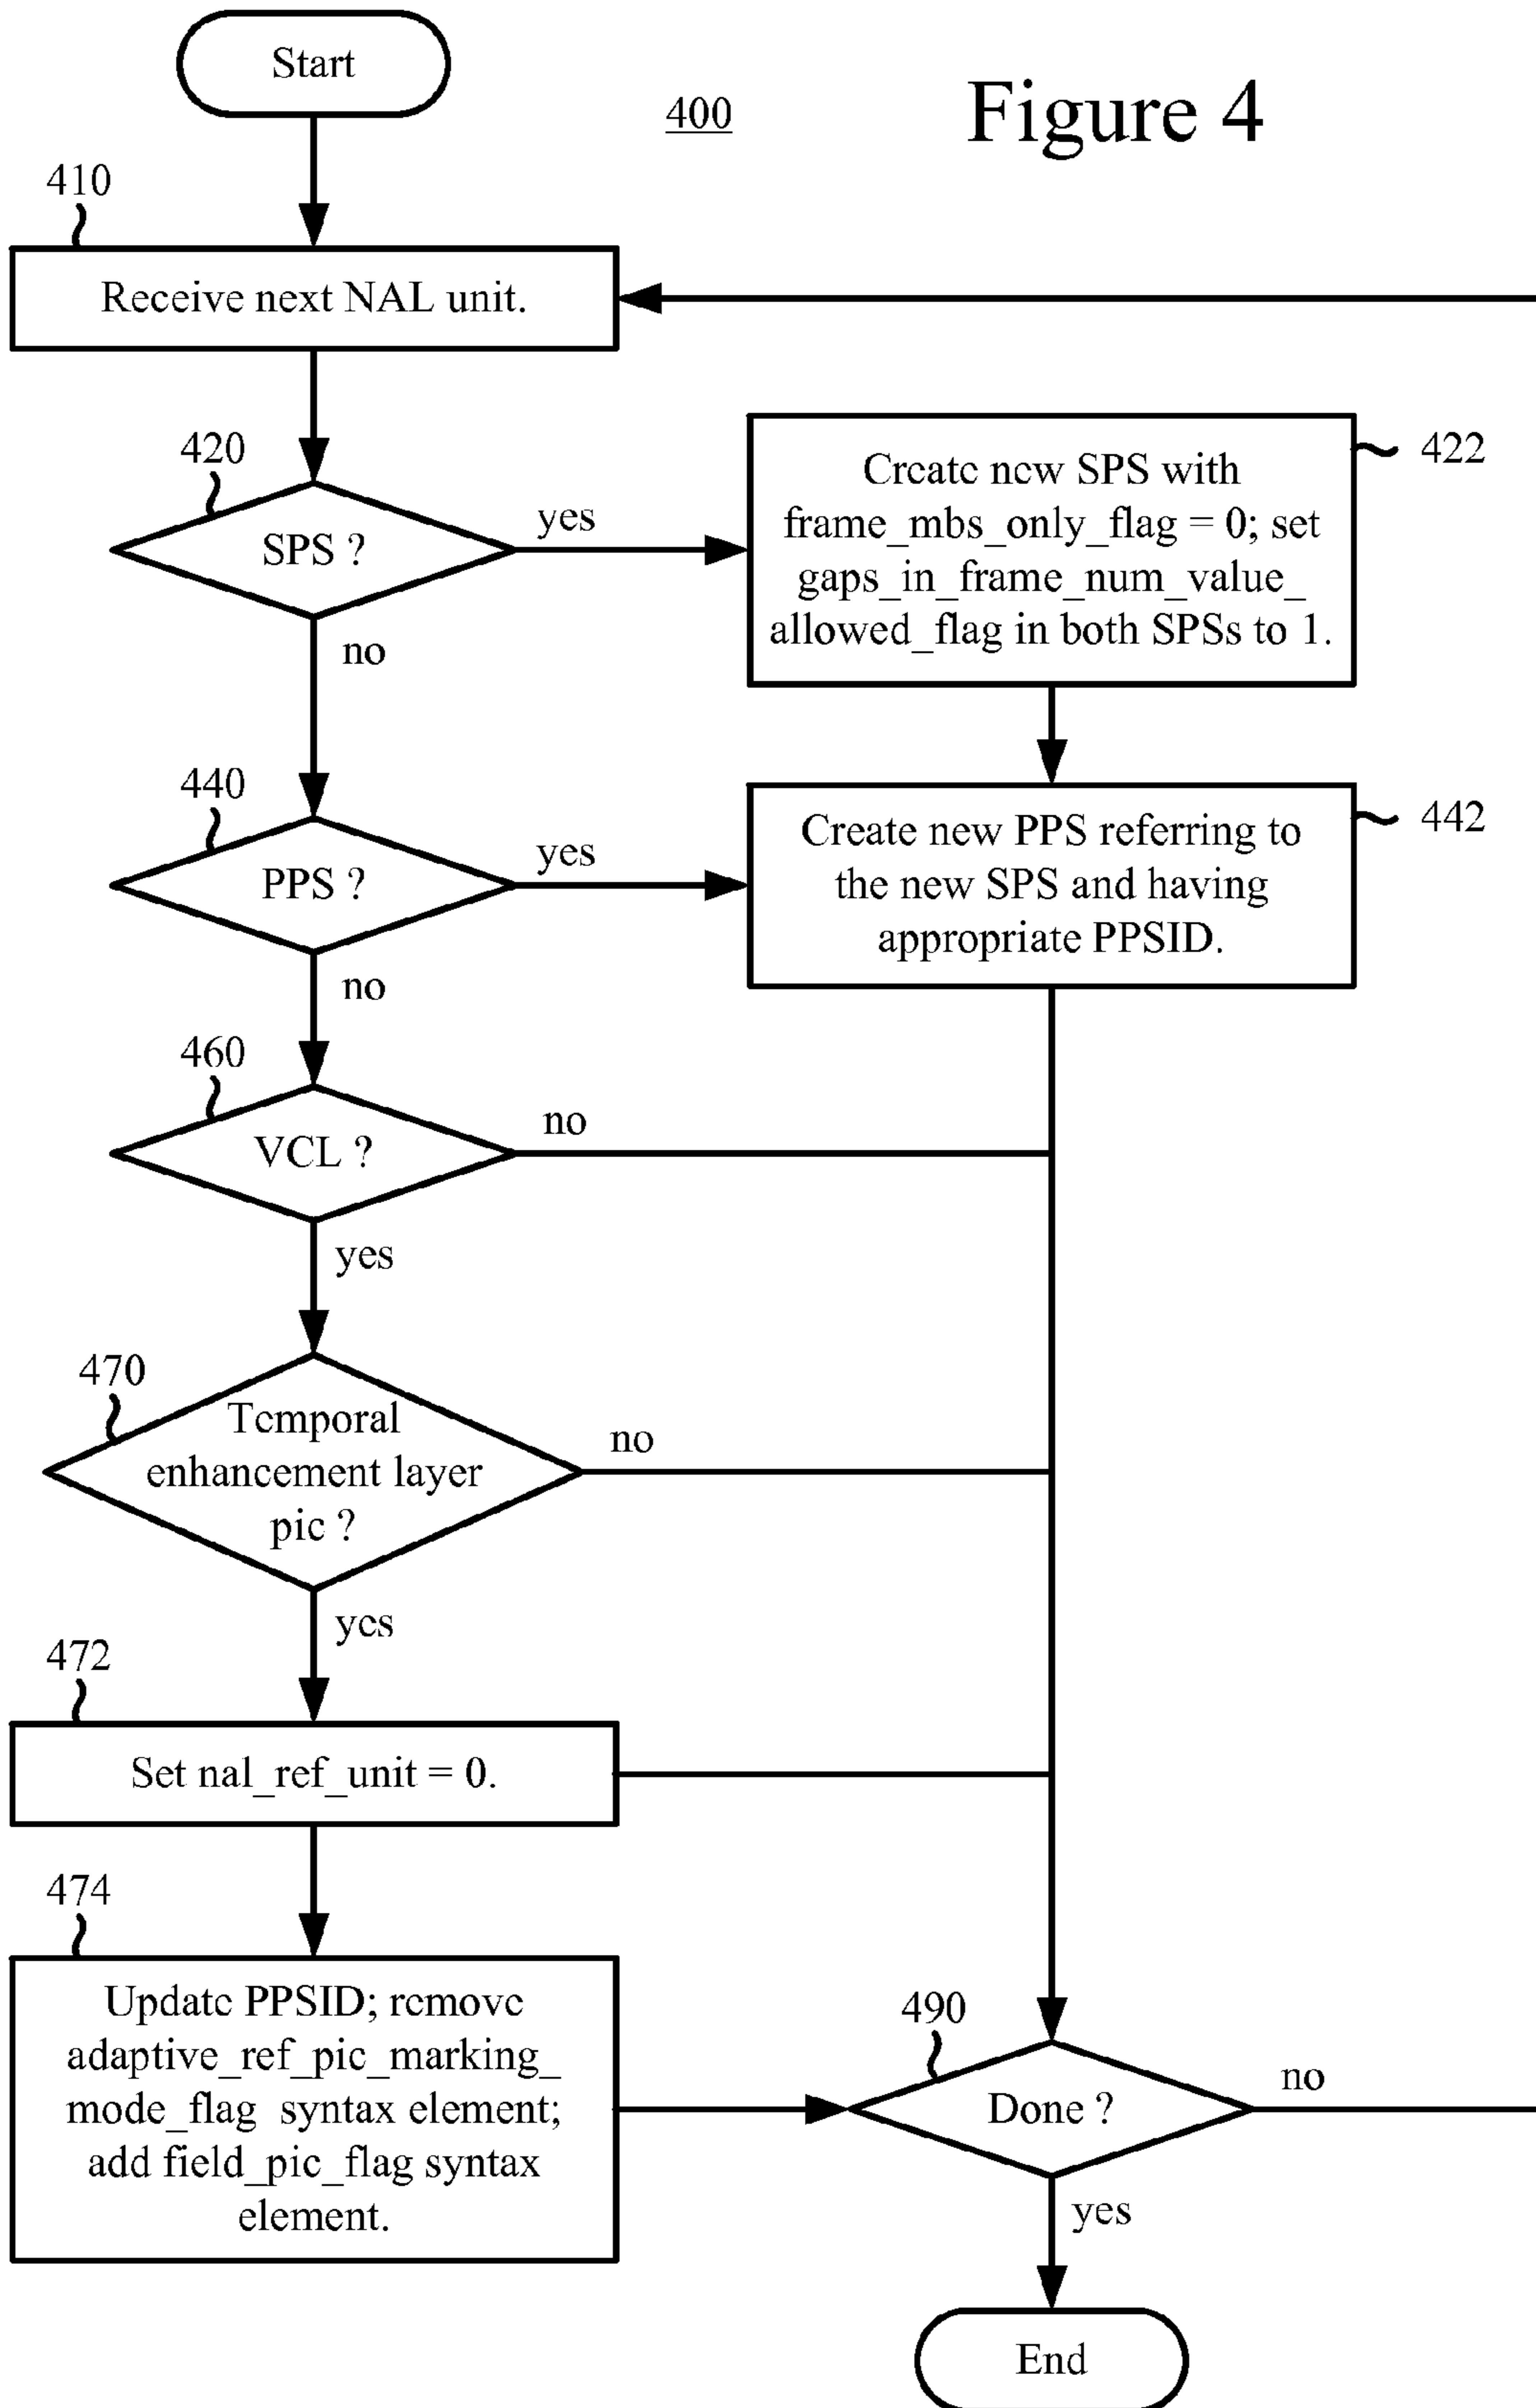 Start
400
Figure 4
410
Receive next NAL unit.
420
SPS ?
yes
no
Create new SPS with
frame_mbs_only_flag = 0; set
gaps_in_frame_num_value_
allowed_flag in both SPSs to 1.
422
440
PPS ?
yes
no
Create new PPS referring to
the new SPS and having
appropriate PPSID.
442
460
VCL ?
no
yes
470
Temporal
enhancement layer
pic ?
no
yes
472
Set nal_ref_unit = 0.
474
Update PPSID; remove
adaptive_ref_pic_marking_
mode_flag syntax element;
add field_pic_flag syntax
element.
490
Done ?
no
yes
End